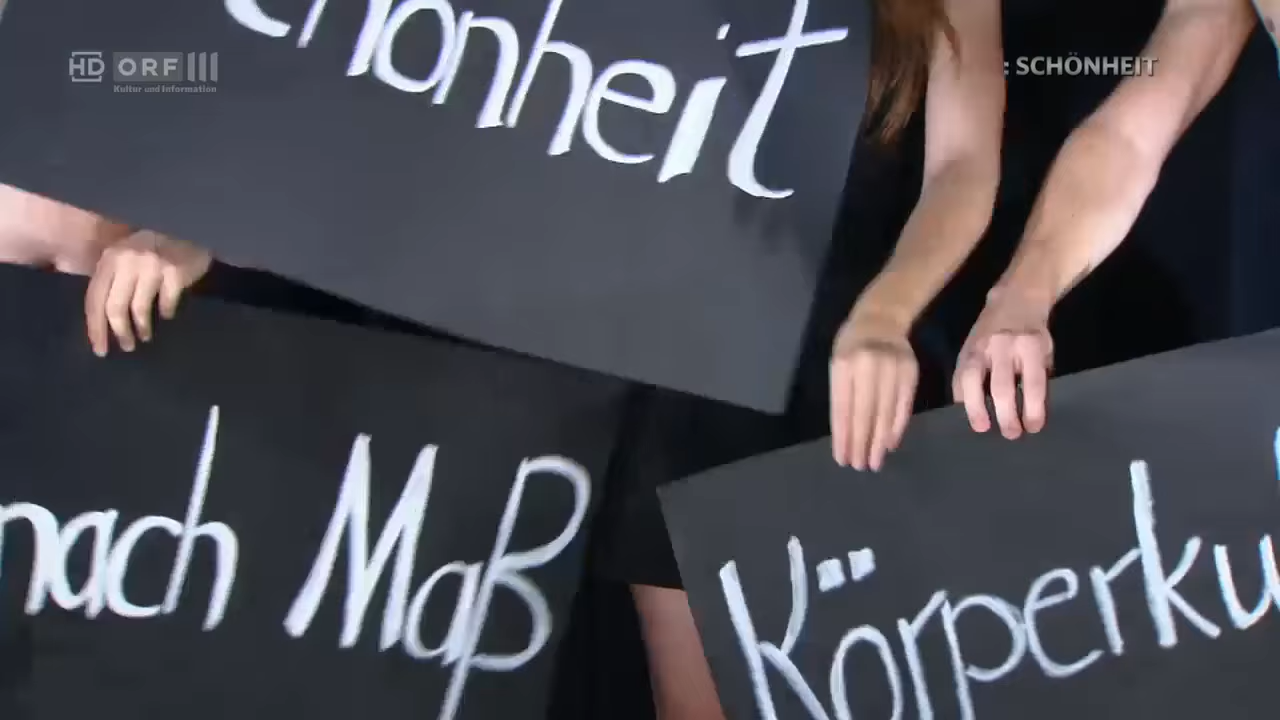 HD ORF III
Kultur und Information
: SCHÖNHEIT
chönheit
nach Maß
Körperku